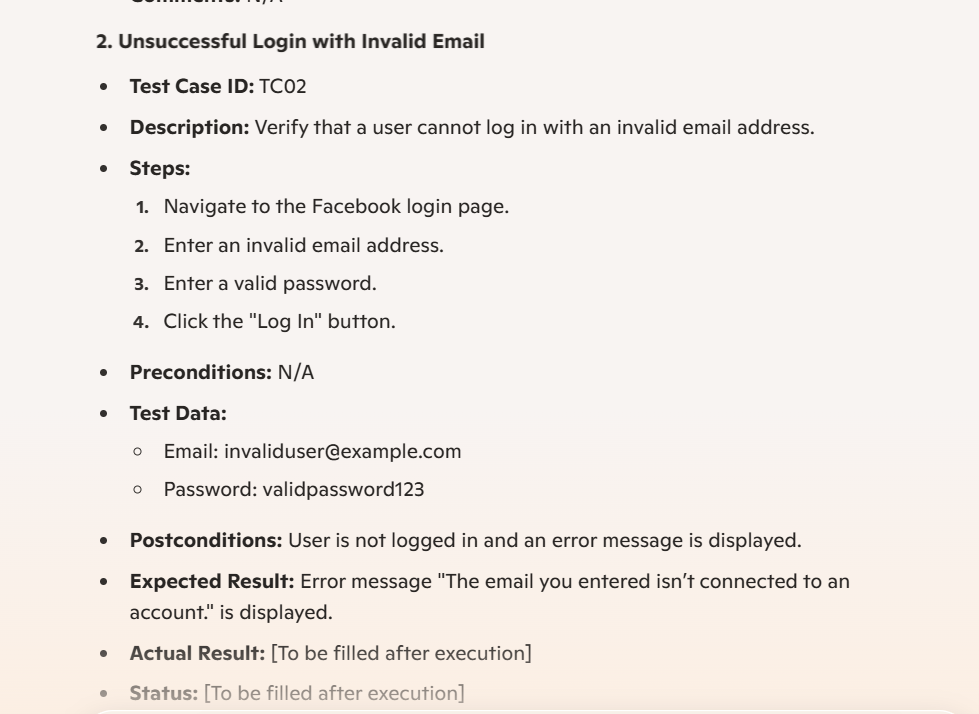 Comments: N/A
2. Unsuccessful Login with Invalid Email
• Test Case ID: TC02
• Description: Verify that a user cannot log in with an invalid email address.
• Steps:
1. Navigate to the Facebook login page.
2. Enter an invalid email address.
3. Enter a valid password.
4. Click the "Log In" button.
• Preconditions: N/A
• Test Data:
○ Email: invaliduser@example.com
○ Password: validpassword123
• Postconditions: User is not logged in and an error message is displayed.
• Expected Result: Error message "The email you entered isn’t connected to an
account." is displayed.
• Actual Result: [To be filled after execution]
• Status: [To be filled after execution]